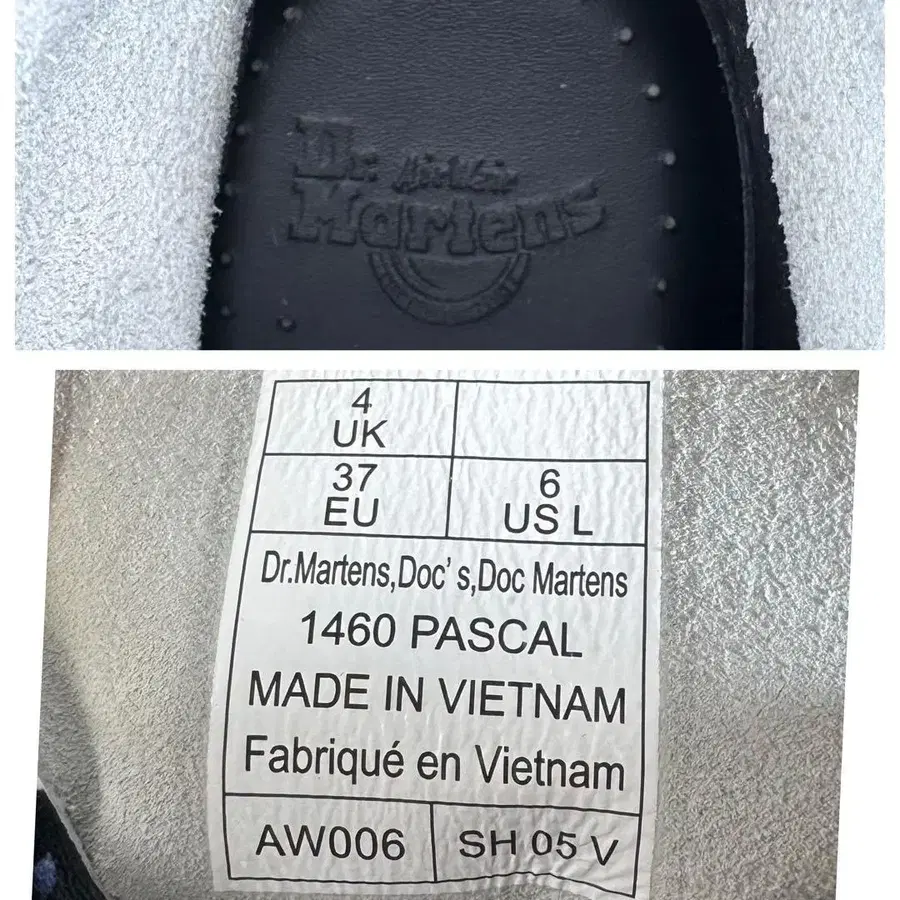 Dr.
AirWair
Martens
4
UK
37
EU
6
US L
Dr.Martens,Doc's,Doc Martens
1460 PASCAL
MADE IN VIETNAM
Fabriqué en Vietnam
AW006
SH 05 V